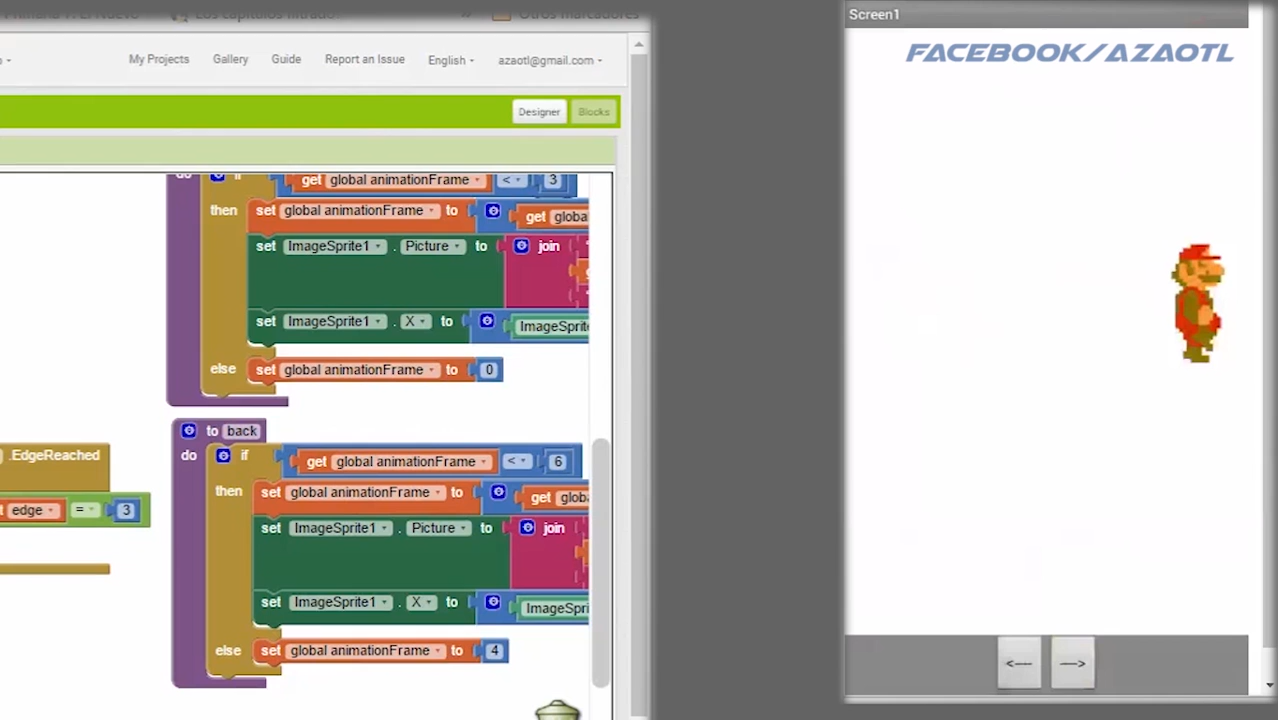 Screen1
FACEBOOK/AZAOTL
My Projects Gallery Guide Report an Issue English azaotl@gmail.com
Designer Blocks
get global animationFrame < 3
then set global animationFrame to get globa
set ImageSprite1 . Picture to join
set ImageSprite1 . X to ImageSprite
else set global animationFrame to 0
to back
.EdgeReached do if get global animationFrame < 6
then set global animationFrame to get globa
edge = 3
set ImageSprite1 . Picture to join
set ImageSprite1 . X to ImageSpri
else set global animationFrame to 4
<--- --->